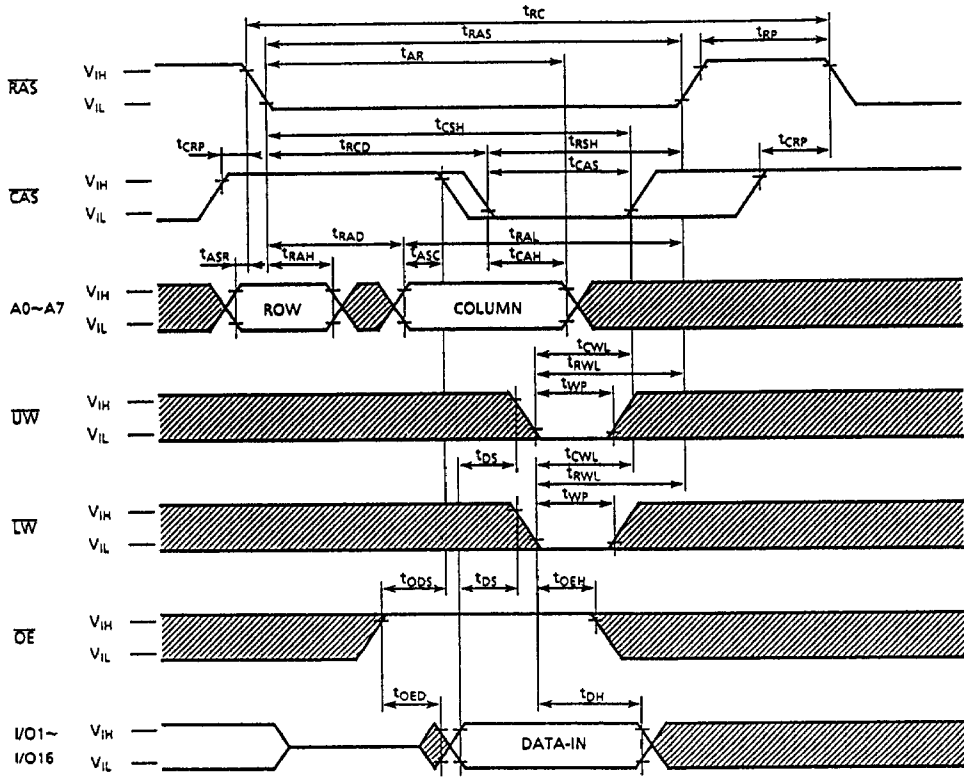 tRC
tRAS
tRP
tAR
RAS
VIH
VIL
tCSH
tCRP
tRCD
tRSH
tCRP
tCAS
CAS
VIH
VIL
tRAD
tRAL
tASR
tRAH
tASC
tCAH
A0~A7
VIH
VIL
ROW
COLUMN
tCWL
tRWL
tWP
UW
VIH
VIL
tDS
tCWL
tRWL
tWP
LW
VIH
VIL
tODS
tDS
tOEH
OE
VIH
VIL
tOED
tDH
I/O1~
I/O16
VIH
VIL
DATA-IN